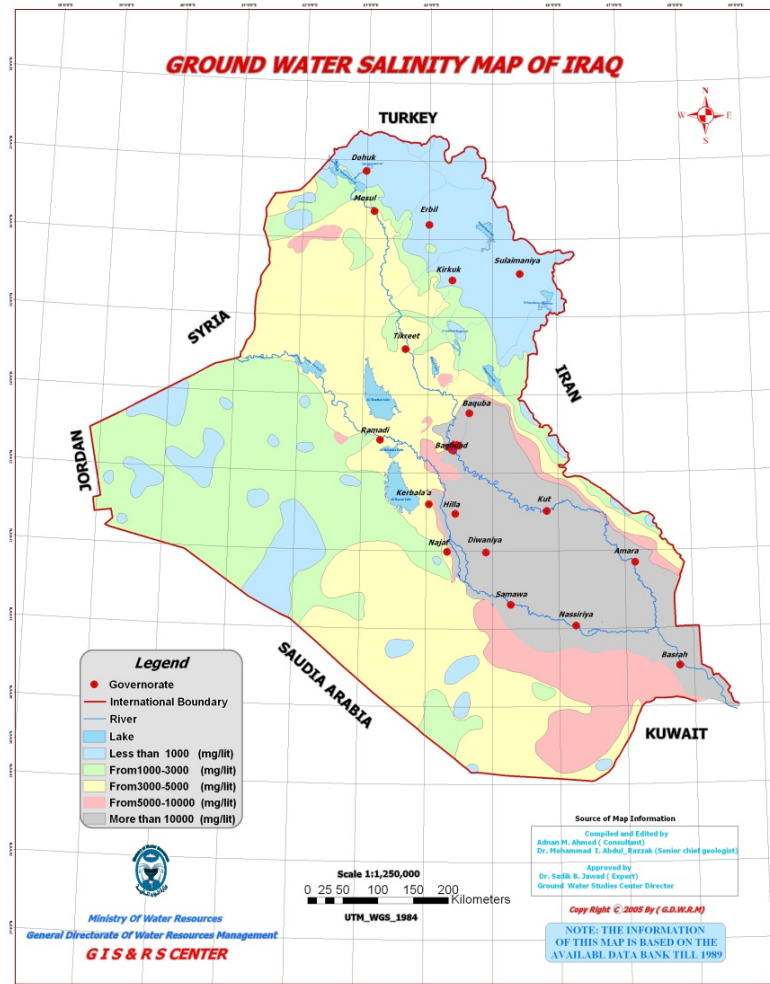 GROUND WATER SALINITY MAP OF IRAQ
N
W E
S
TURKEY
Dohuk
Mosul
Erbil
Sulaimaniya
Kirkuk
SYRIA
Tikreet
IRAN
Baquba
Ramadi
Baghdad
JORDAN
Kerbala'a
Hilla
Kut
Najaf
Diwaniya
Amara
Samawa
Nassiriya
Basrah
SAUDIA ARABIA
KUWAIT
Legend
Governorate
International Boundary
River
Lake
Less than 1000 (mg/lit)
From1000-3000 (mg/lit)
From3000-5000 (mg/lit)
From5000-10000 (mg/lit)
More than 10000 (mg/lit)
Ministry Of Water Resources
General Directorate Of Water Resources Management
G I S & R S CENTER
Scale 1:1,250,000
0 25 50 100 150 200
Kilometers
UTM_WGS_1984
Source of Map Information
Compiled and Edited by
Adnan M. Ahmed ( Consultant)
Dr. Mohammad I. Abdul_Razzak (Senior chief geologist)
Approved by
Dr. Sadik B. Jawad ( Expert)
Ground Water Studies Center Director
Copy Right © 2005 By ( G.D.W.R.M)
NOTE: THE INFORMATION
OF THIS MAP IS BASED ON THE
AVAILABL DATA BANK TILL 1989